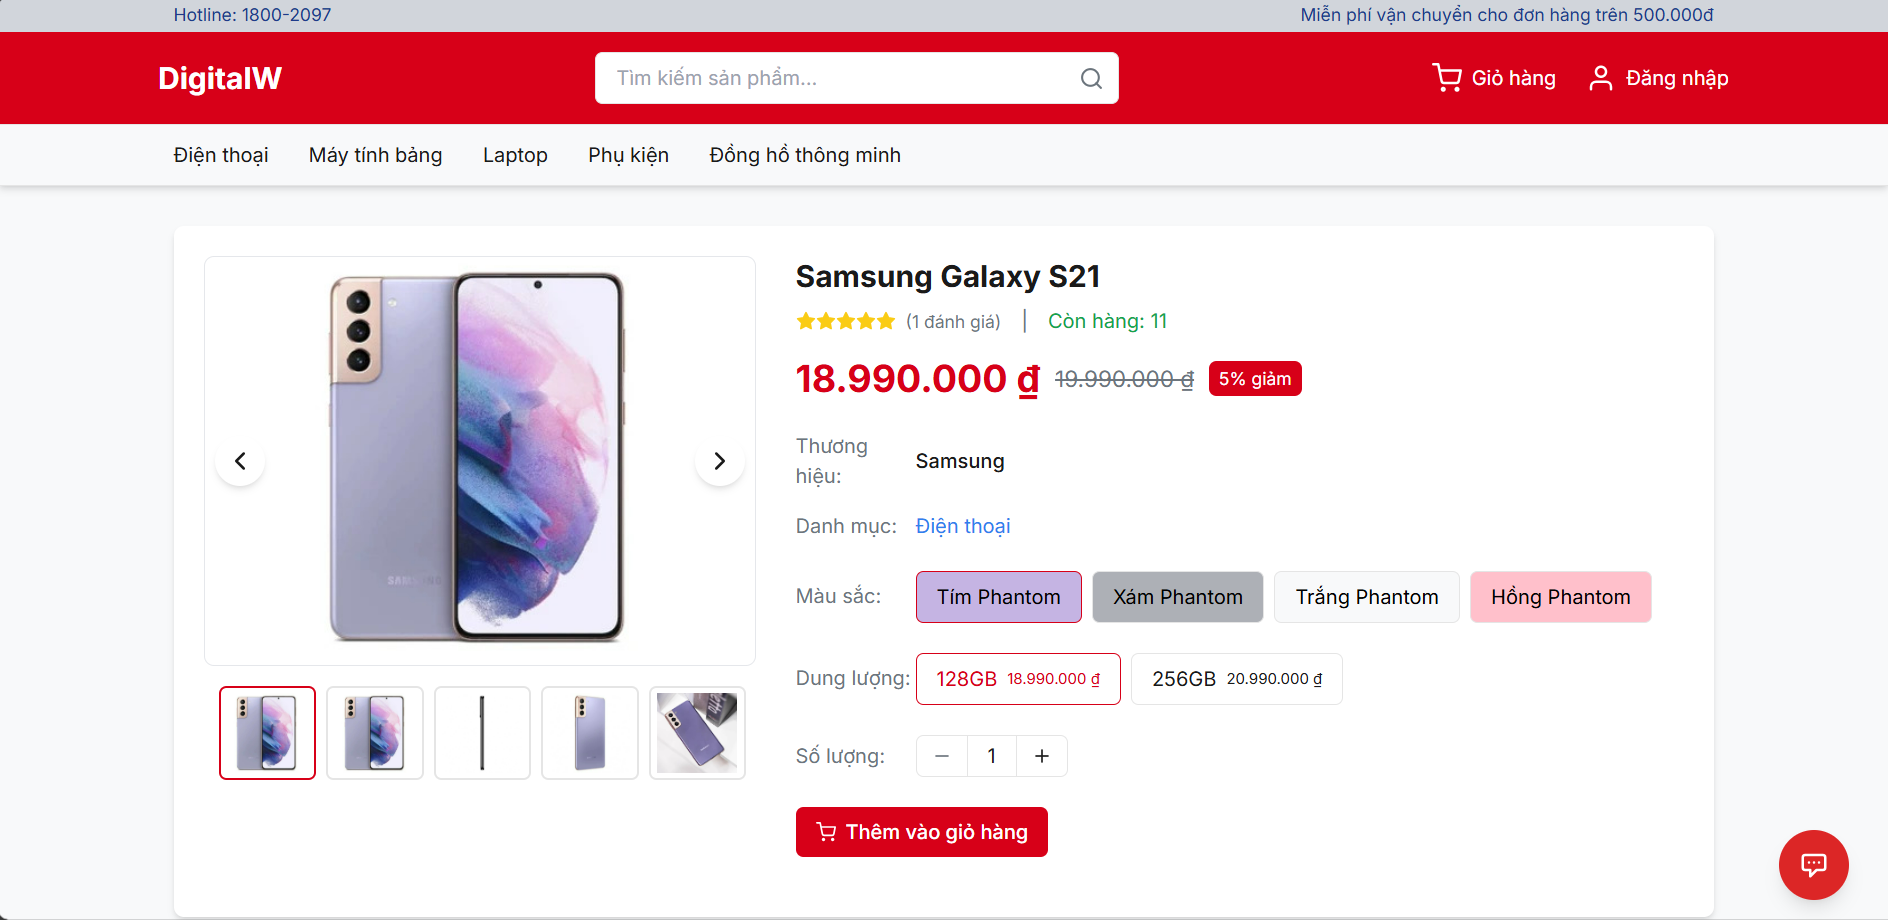 Hotline: 1800-2097
Miễn phí vận chuyển cho đơn hàng trên 500.000đ
DigitalW
Tìm kiếm sản phẩm...
Giỏ hàng
Đăng nhập
Điện thoại
Máy tính bảng
Laptop
Phụ kiện
Đồng hồ thông minh
SAMSUNG
Samsung Galaxy S21
(1 đánh giá) | Còn hàng: 11
18.990.000 ₫ 19.990.000 ₫ 5% giảm
Thương
hiệu:
Samsung
Danh mục: Điện thoại
Màu sắc: Tím Phantom Xám Phantom Trắng Phantom Hồng Phantom
Dung lượng: 128GB 18.990.000 ₫ 256GB 20.990.000 ₫
Số lượng: − 1 +
Thêm vào giỏ hàng